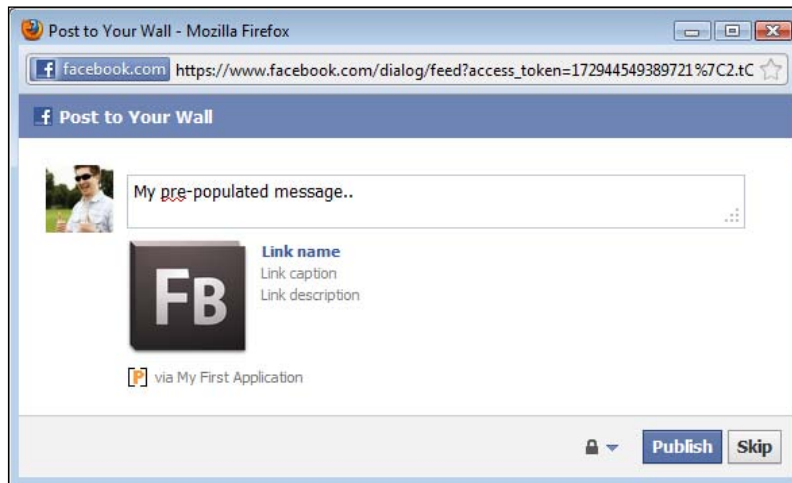 Post to Your Wall - Mozilla Firefox
facebook.com https://www.facebook.com/dialog/feed?access_token=172944549389721%7C2.tC
Post to Your Wall
My pre-populated message..
Link name
Link caption
Link description
FB
[P] via My First Application
Publish Skip